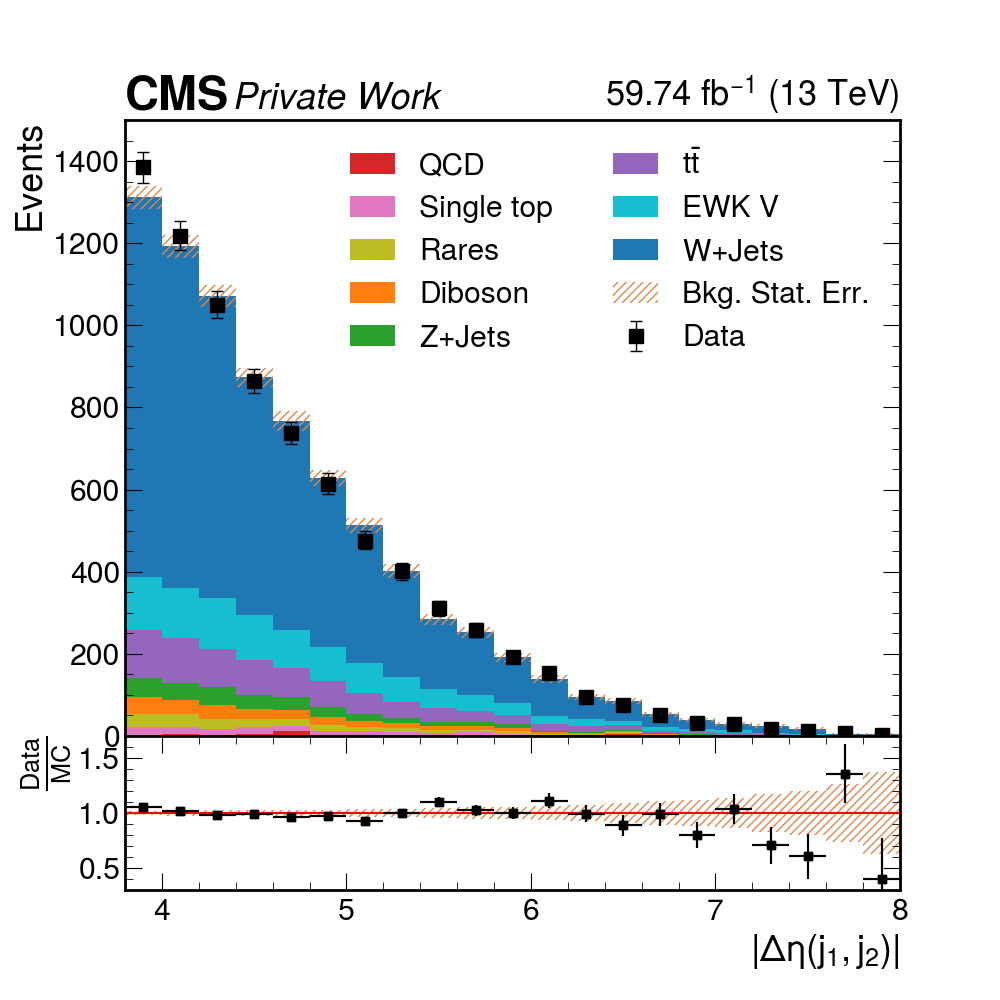 CMS Private Work 59.74 fb⁻¹ (13 TeV)
Events
1400
1200
1000
800
600
400
200
0
QCD
Single top
Rares
Diboson
Z+Jets
tt̄
EWK V
W+Jets
Bkg. Stat. Err.
Data
Data
MC
1.5
1.0
0.5
4 5 6 7 8
|Δη(j₁, j₂)|